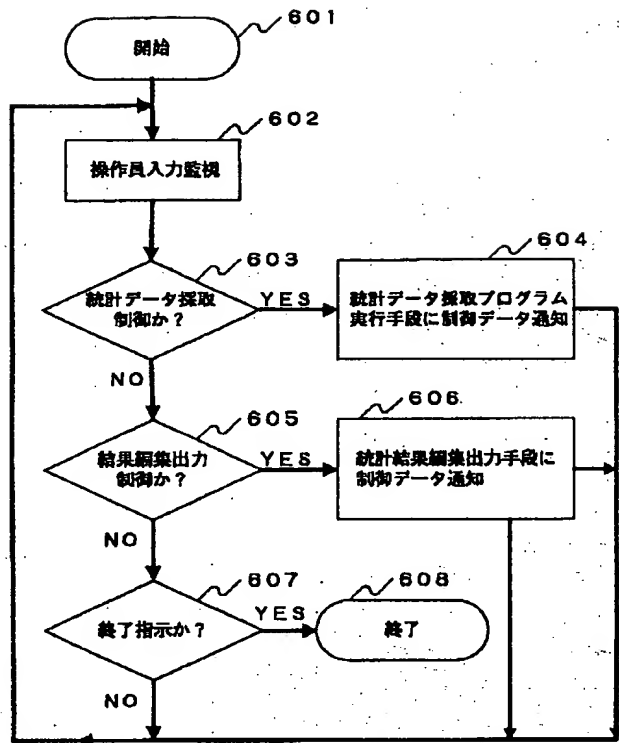 601
開始
602
操作員入力監視
603
統計データ採取
制御か?
YES
NO
604
統計データ採取プログラム
実行手段に制御データ通知
605
結果編集出力
制御か?
YES
NO
606
統計結果編集出力手段に
制御データ通知
607
終了指示か?
YES
NO
608
終了